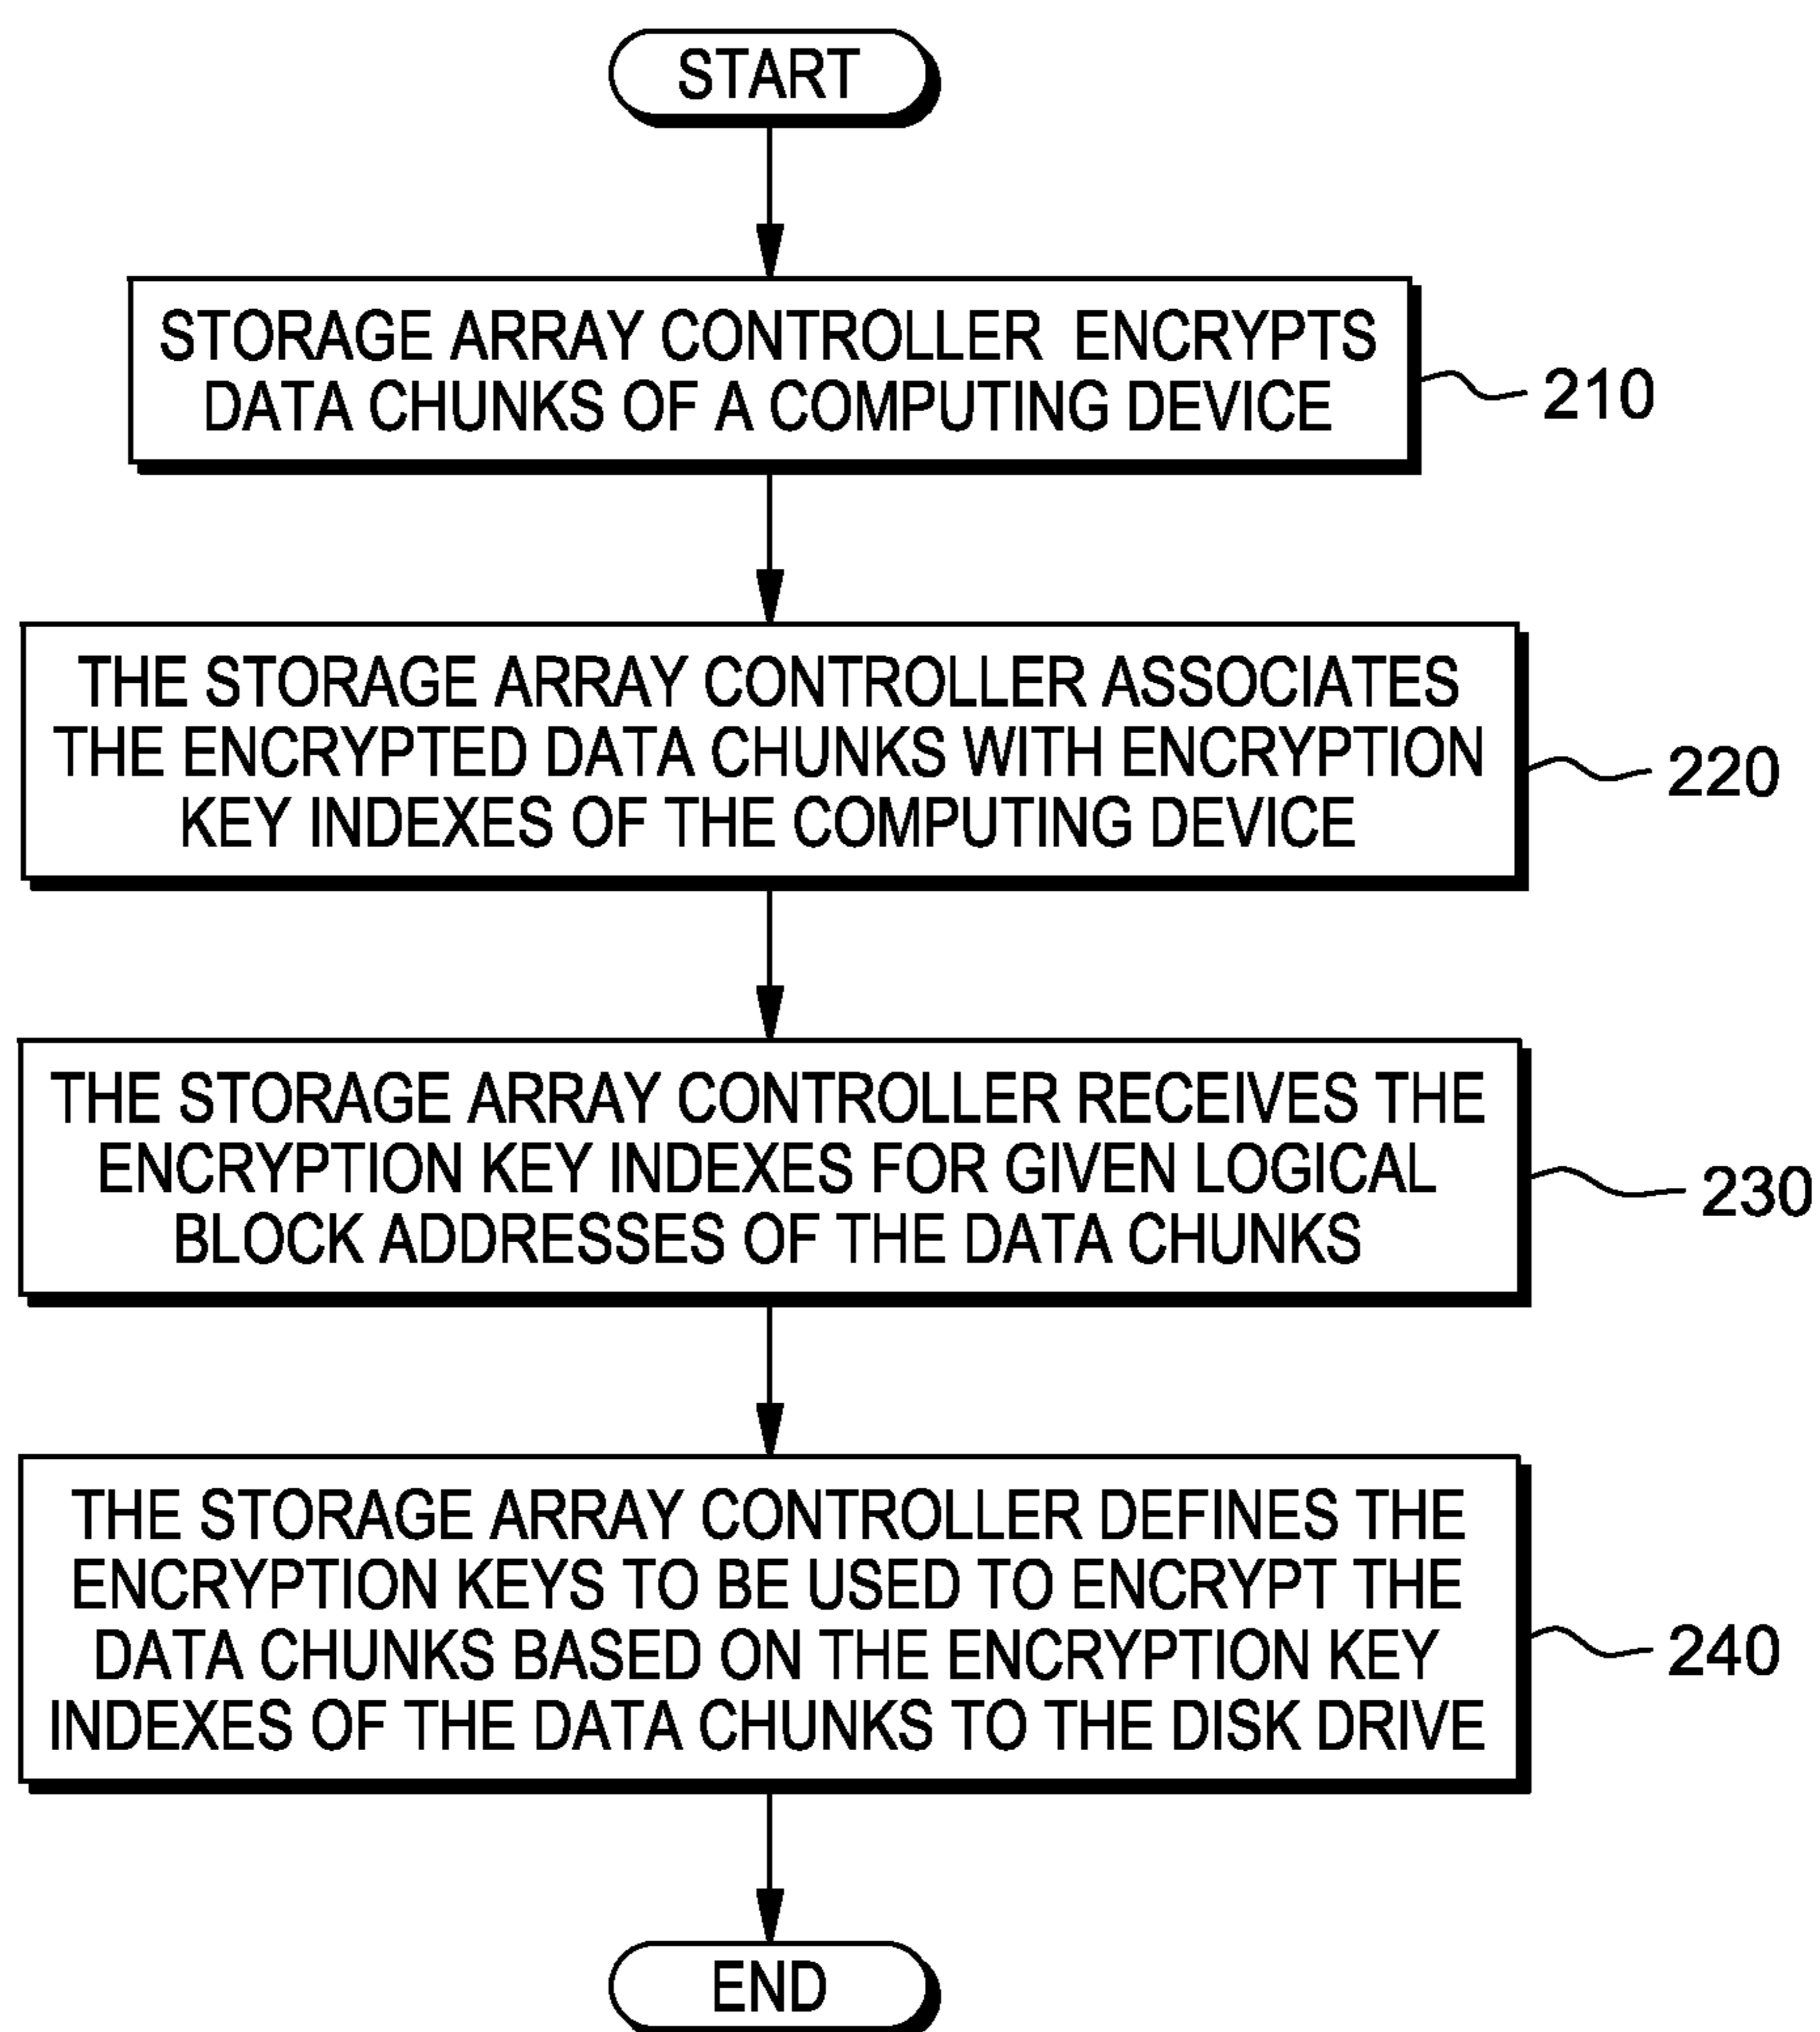 START
STORAGE ARRAY CONTROLLER ENCRYPTS
DATA CHUNKS OF A COMPUTING DEVICE
210
THE STORAGE ARRAY CONTROLLER ASSOCIATES
THE ENCRYPTED DATA CHUNKS WITH ENCRYPTION
KEY INDEXES OF THE COMPUTING DEVICE
220
THE STORAGE ARRAY CONTROLLER RECEIVES THE
ENCRYPTION KEY INDEXES FOR GIVEN LOGICAL
BLOCK ADDRESSES OF THE DATA CHUNKS
230
THE STORAGE ARRAY CONTROLLER DEFINES THE
ENCRYPTION KEYS TO BE USED TO ENCRYPT THE
DATA CHUNKS BASED ON THE ENCRYPTION KEY
INDEXES OF THE DATA CHUNKS TO THE DISK DRIVE
240
END